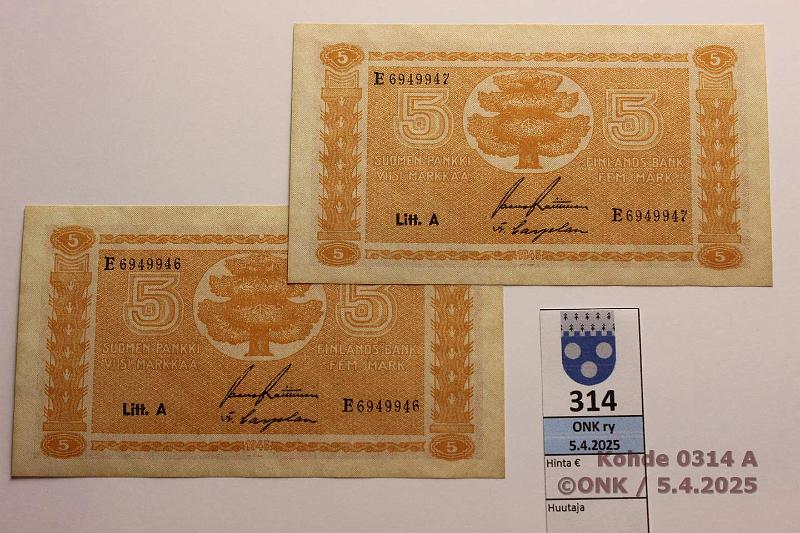 5 5
E 6949947
5 5
SUOMEN PANKKI FINLANDS BANK
VIISI MARKKAA FEM MARK
Litt. A
E 6949947
5 1945 5
5
E 6949946
5 5
SUOMEN PANKKI FINLANDS BANK
VIISI MARKKAA FEM MARK
Litt. A
E 6949946
5 1945 5
314
ONK ry
5.4.2025
Hinta €
Huutaja
Kohde 0314 A
©ONK / 5.4.2025